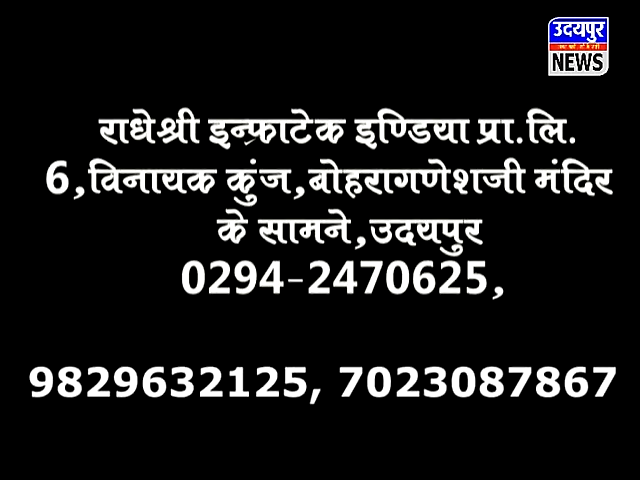 उदयपुर
NEWS
राधेश्री इन्फ्राटेक इण्डिया प्रा.लि.
6,विनायक कुंज,बोहरागणेशजी मंदिर
के सामने,उदयपुर
0294-2470625,
9829632125, 7023087867